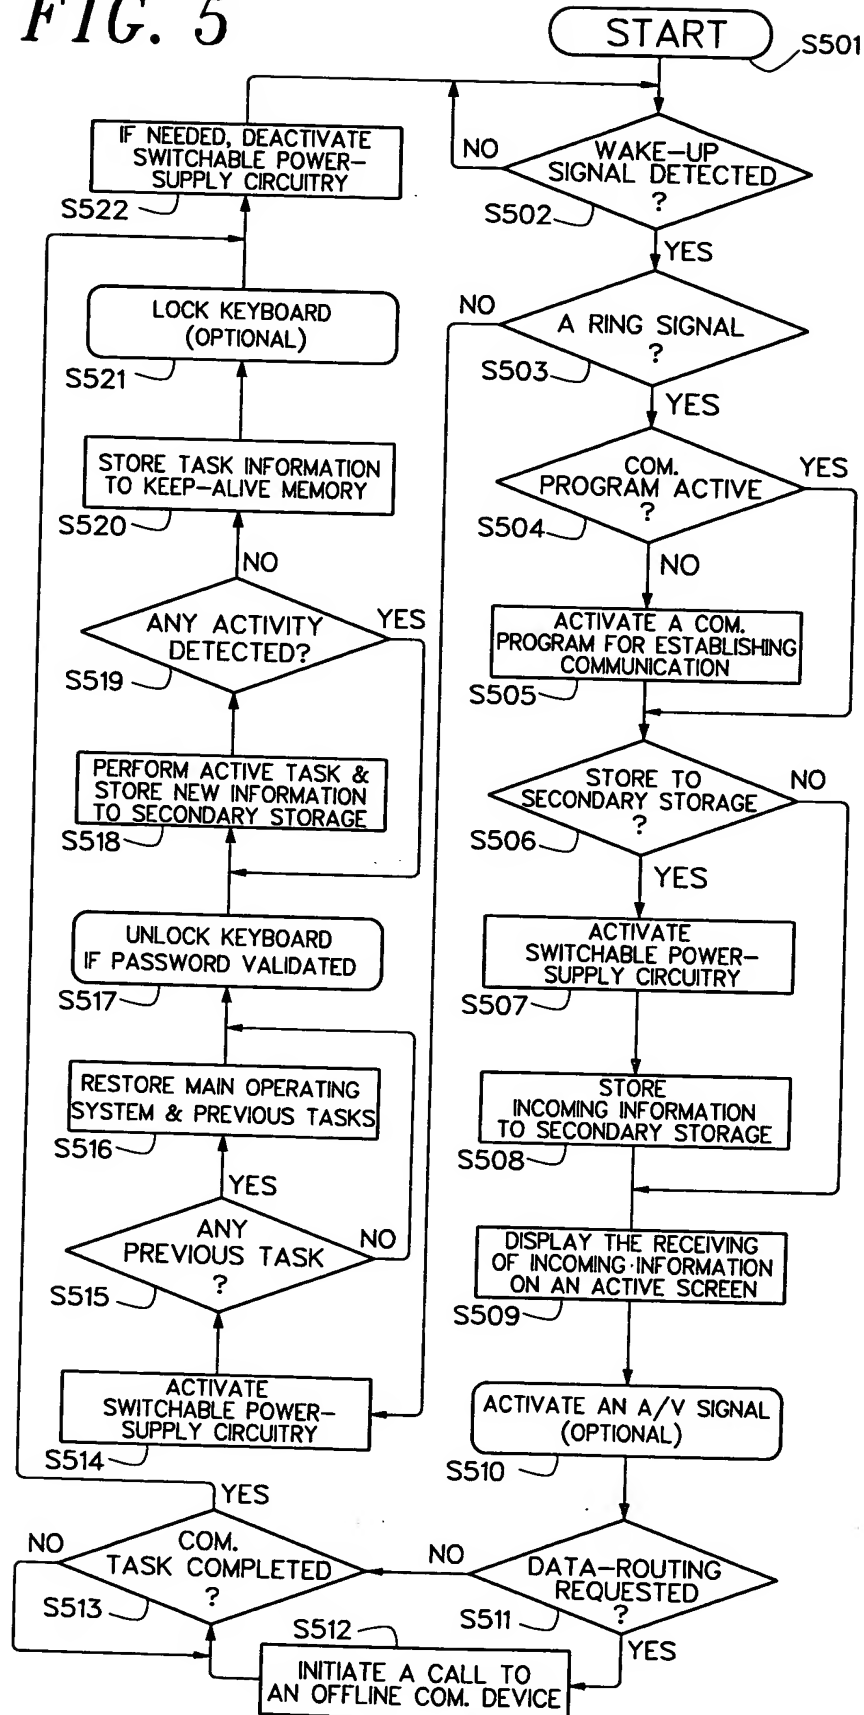 FIG. 5
START
S501
WAKE-UP
SIGNAL DETECTED
?
NO
S502
YES
A RING SIGNAL
?
NO
S503
YES
COM.
PROGRAM ACTIVE
?
YES
S504
NO
ACTIVATE A COM.
PROGRAM FOR ESTABLISHING
COMMUNICATION
S505
STORE TO
SECONDARY STORAGE
?
NO
S506
YES
ACTIVATE
SWITCHABLE POWER-
SUPPLY CIRCUITRY
S507
STORE
INCOMING INFORMATION
TO SECONDARY STORAGE
S508
DISPLAY THE RECEIVING
OF INCOMING INFORMATION
ON AN ACTIVE SCREEN
S509
ACTIVATE AN A/V SIGNAL
(OPTIONAL)
S510
DATA-ROUTING
REQUESTED
?
NO
S511
YES
S512
INITIATE A CALL TO
AN OFFLINE COM. DEVICE
COM.
TASK COMPLETED
?
NO
S513
YES
ACTIVATE
SWITCHABLE POWER-
SUPPLY CIRCUITRY
S514
ANY
PREVIOUS TASK
?
NO
S515
YES
RESTORE MAIN OPERATING
SYSTEM & PREVIOUS TASKS
S516
UNLOCK KEYBOARD
IF PASSWORD VALIDATED
S517
PERFORM ACTIVE TASK &
STORE NEW INFORMATION
TO SECONDARY STORAGE
S518
ANY ACTIVITY
DETECTED?
YES
S519
NO
STORE TASK INFORMATION
TO KEEP-ALIVE MEMORY
S520
LOCK KEYBOARD
(OPTIONAL)
S521
IF NEEDED, DEACTIVATE
SWITCHABLE POWER-
SUPPLY CIRCUITRY
S522